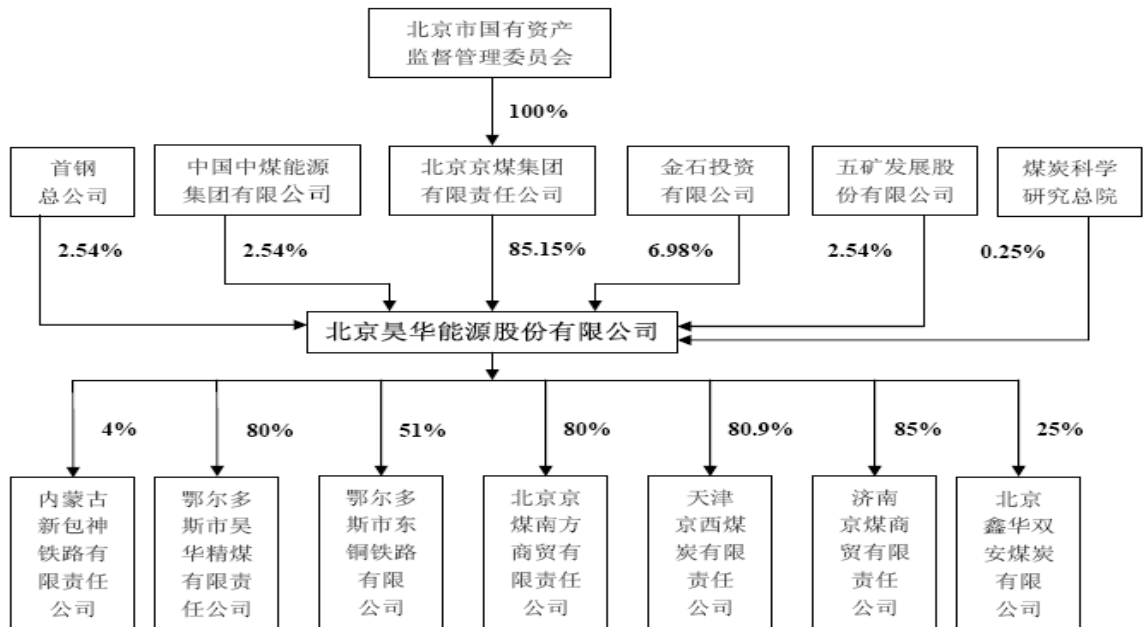 北京市国有资产
监督管理委员会
100%
首钢
总公司
中国中煤能源
集团有限公司
北京京煤集团
有限责任公司
金石投资
有限公司
五矿发展股
份有限公司
煤炭科学
研究总院
2.54%
2.54%
85.15%
6.98%
2.54%
0.25%
北京昊华能源股份有限公司
4%
80%
51%
80%
80.9%
85%
25%
内蒙古
新包神
铁路有
限责任
公司
鄂尔多
斯市昊
华精煤
有限责
任公司
鄂尔多
斯市东
铜铁路
有限
公司
北京京
煤南方
商贸有
限责任
公司
天津
京西煤
炭有限
责任
公司
济南
京煤商
贸有限
责任
公司
北京
鑫华双
安煤炭
有限
公司